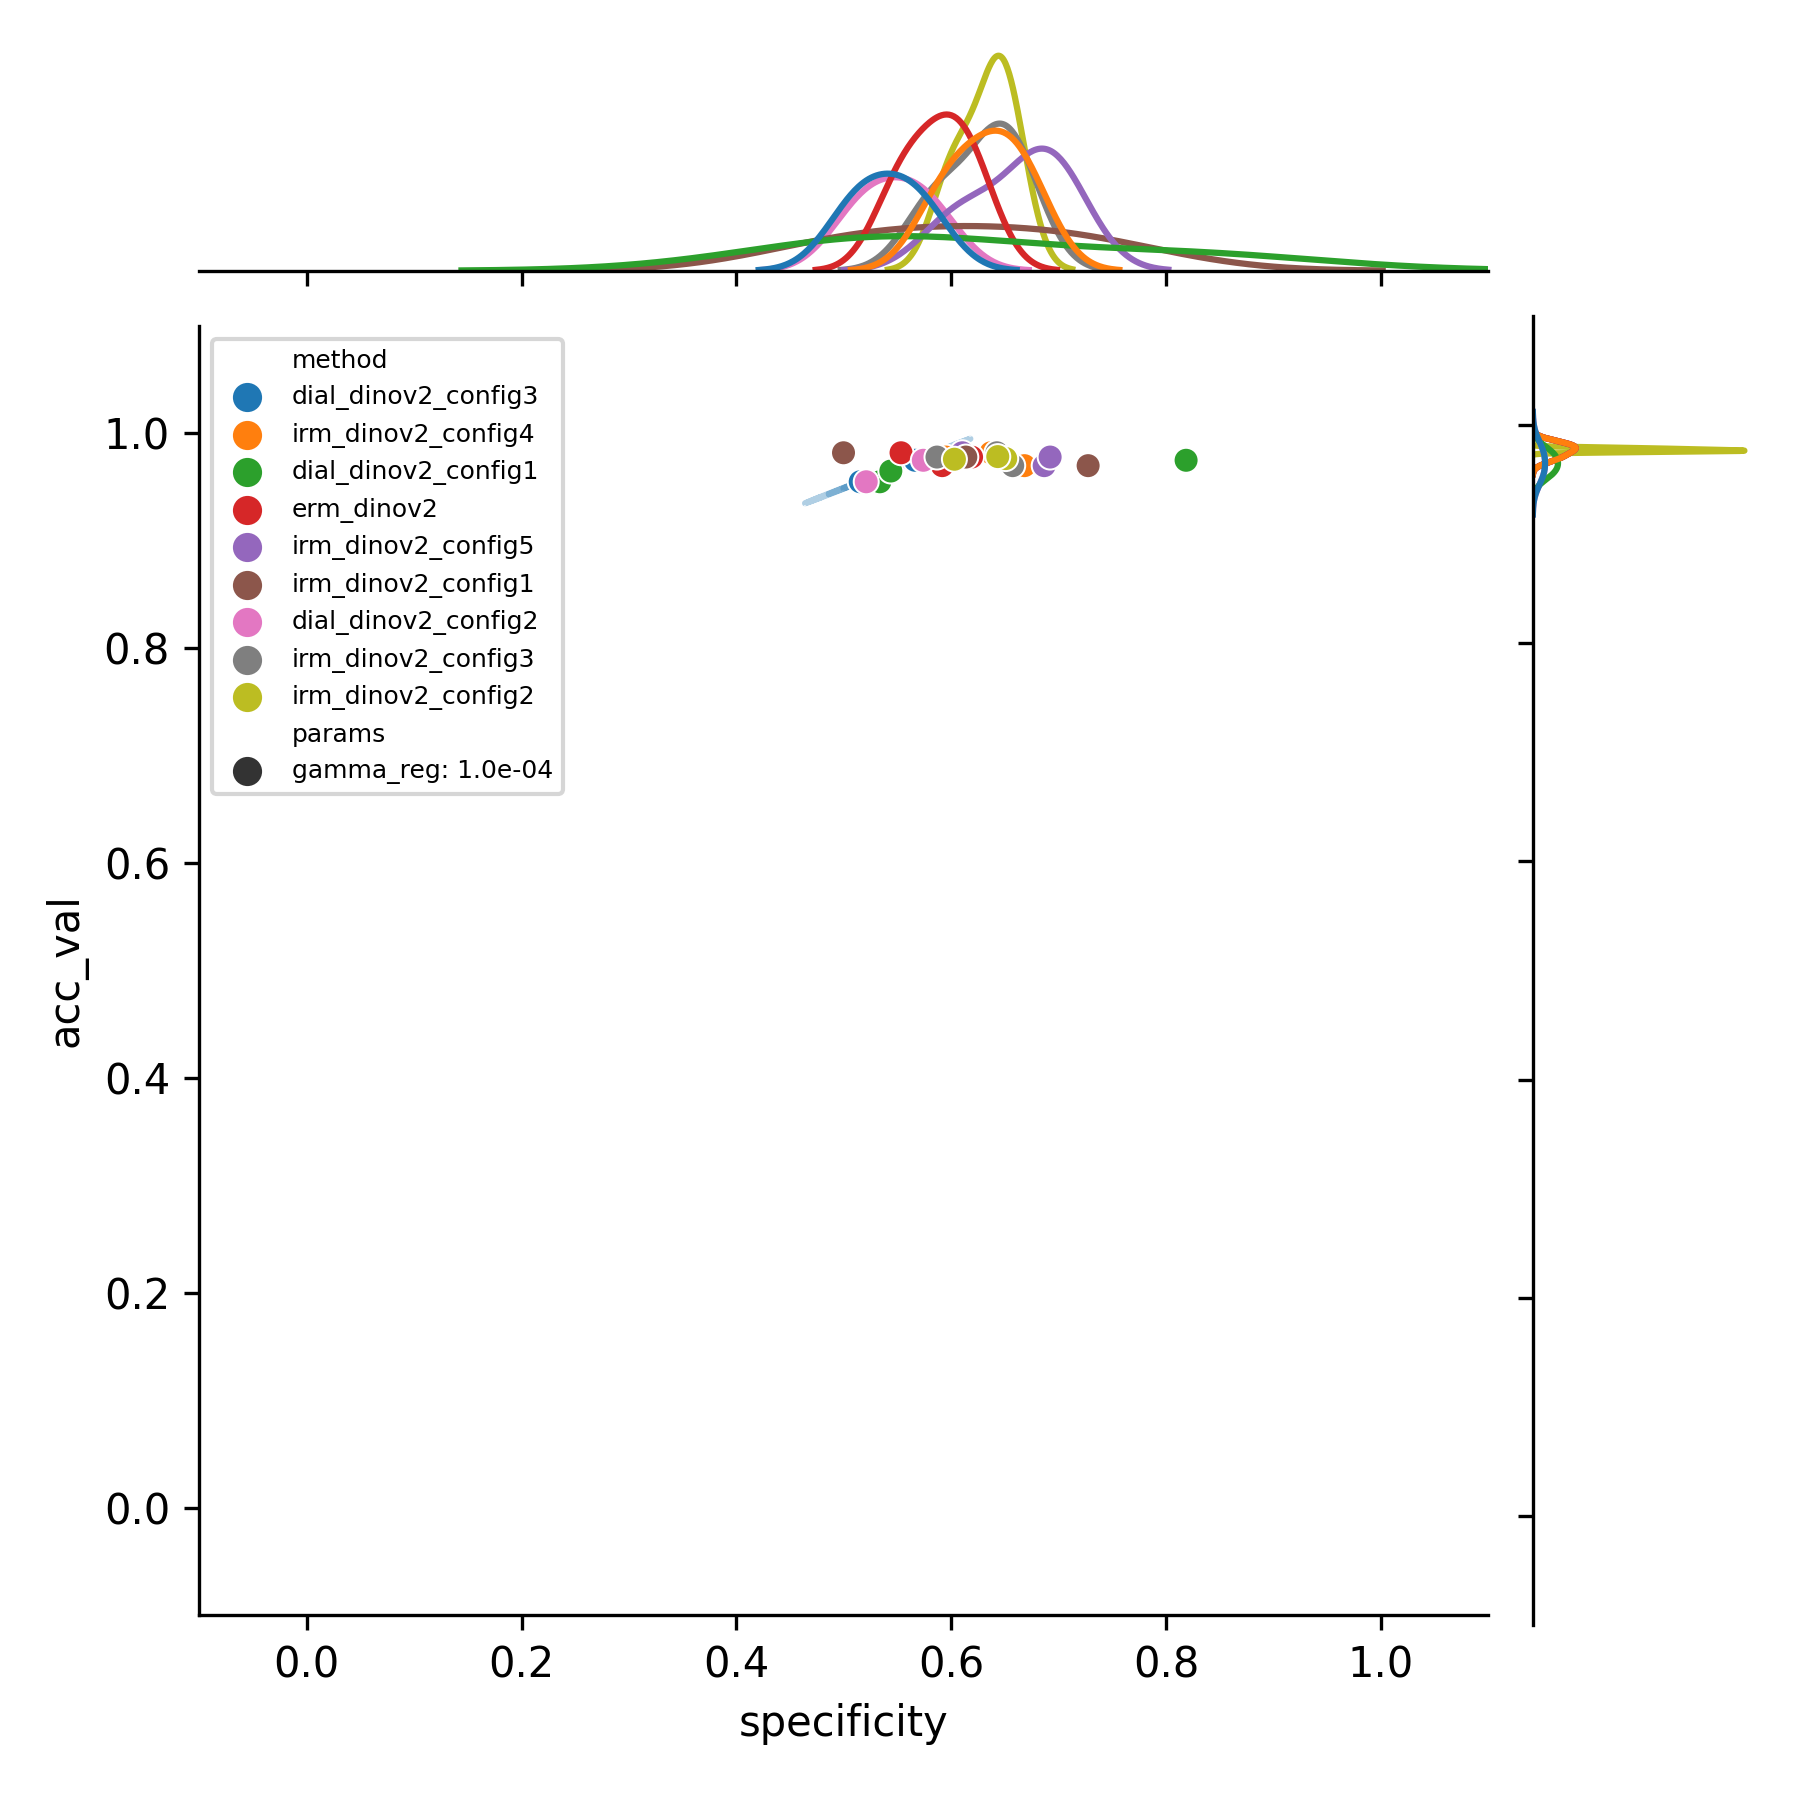 method
dial_dinov2_config3
irm_dinov2_config4
dial_dinov2_config1
erm_dinov2
irm_dinov2_config5
irm_dinov2_config1
dial_dinov2_config2
irm_dinov2_config3
irm_dinov2_config2
params
gamma_reg: 1.0e-04
acc_val
1.0
0.8
0.6
0.4
0.2
0.0
0.0 0.2 0.4 0.6 0.8 1.0
specificity